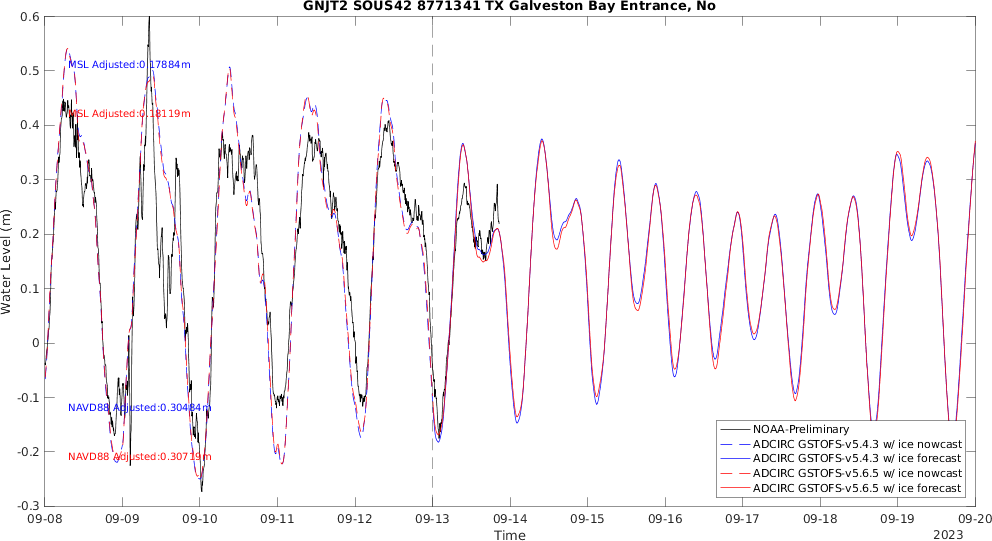 GNJT2 SOUS42 8771341 TX Galveston Bay Entrance, No
Water Level (m)
0.6
0.5
0.4
0.3
0.2
0.1
0
-0.1
-0.2
-0.3
MSL Adjusted:0.17884m
MSL Adjusted:0.18119m
NAVD88 Adjusted:0.30484m
NAVD88 Adjusted:0.30719m
NOAA-Preliminary
ADCIRC GSTOFS-v5.4.3 w/ ice nowcast
ADCIRC GSTOFS-v5.4.3 w/ ice forecast
ADCIRC GSTOFS-v5.6.5 w/ ice nowcast
ADCIRC GSTOFS-v5.6.5 w/ ice forecast
09-08 09-09 09-10 09-11 09-12 09-13 09-14 09-15 09-16 09-17 09-18 09-19 09-20
Time
2023